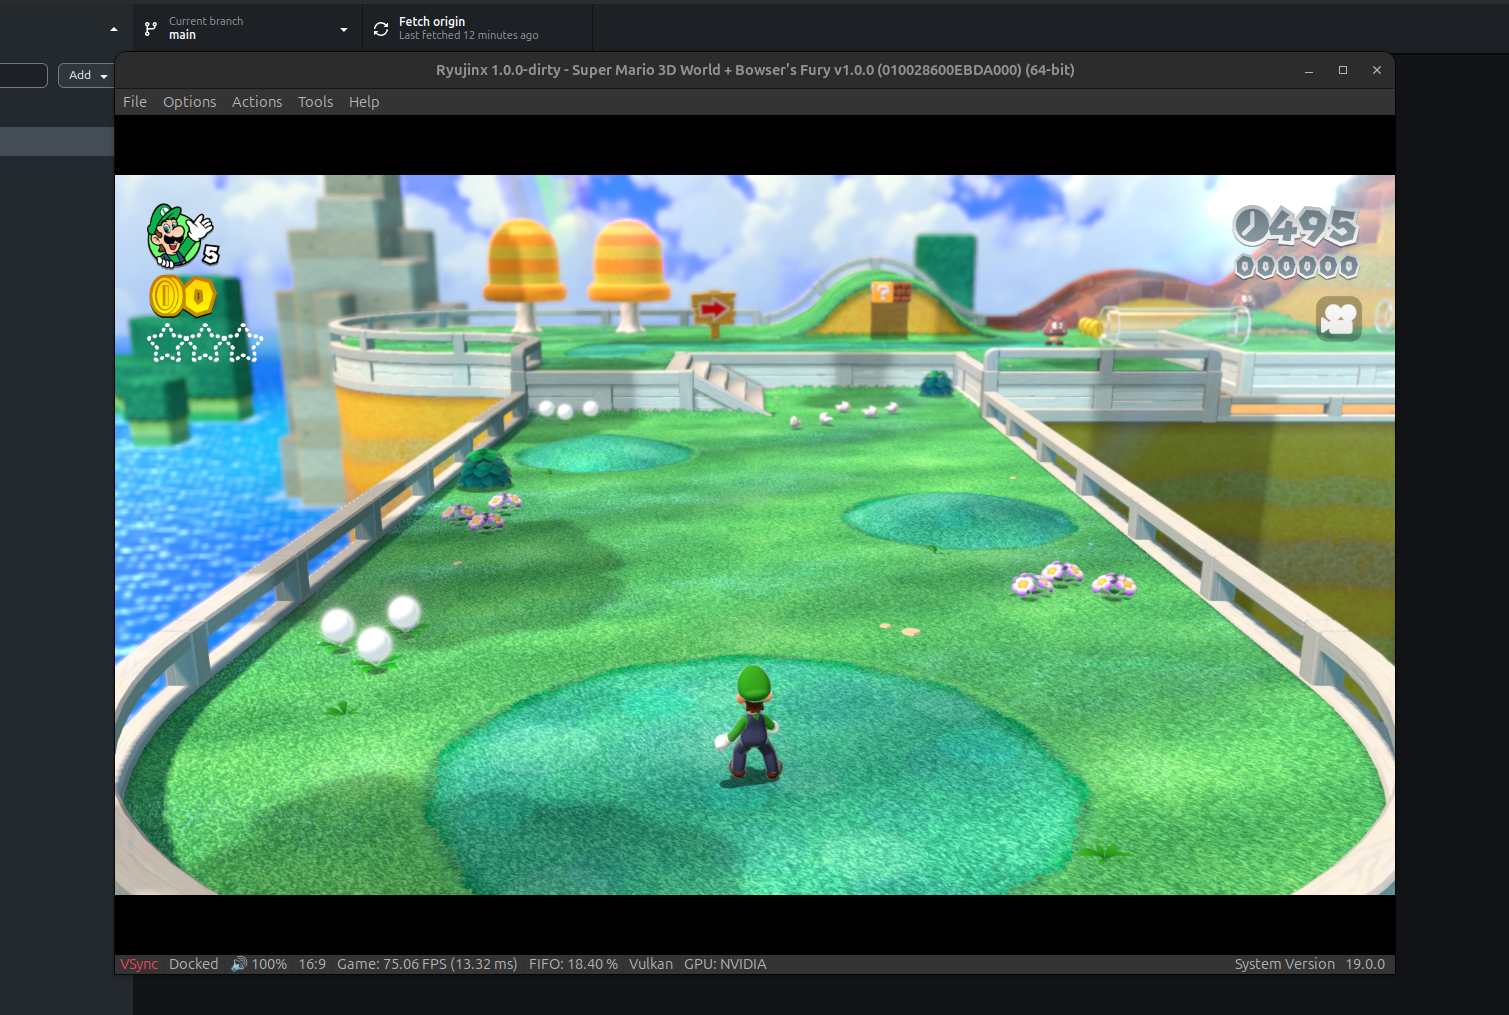 Current branch
main
Fetch origin
Last fetched 12 minutes ago
Add
Ryujinx 1.0.0-dirty - Super Mario 3D World + Bowser's Fury v1.0.0 (010028600EBDA000) (64-bit)
File Options Actions Tools Help
5
0
495
000000
?
VSync Docked 100% 16:9 Game: 75.06 FPS (13.32 ms) FIFO: 18.40 % Vulkan GPU: NVIDIA System Version 19.0.0